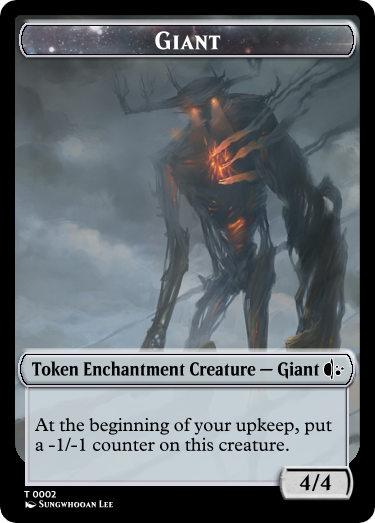 Giant
Token Enchantment Creature — Giant
At the beginning of your upkeep, put
a -1/-1 counter on this creature.
4/4
T 0002
Sungwhooan Lee